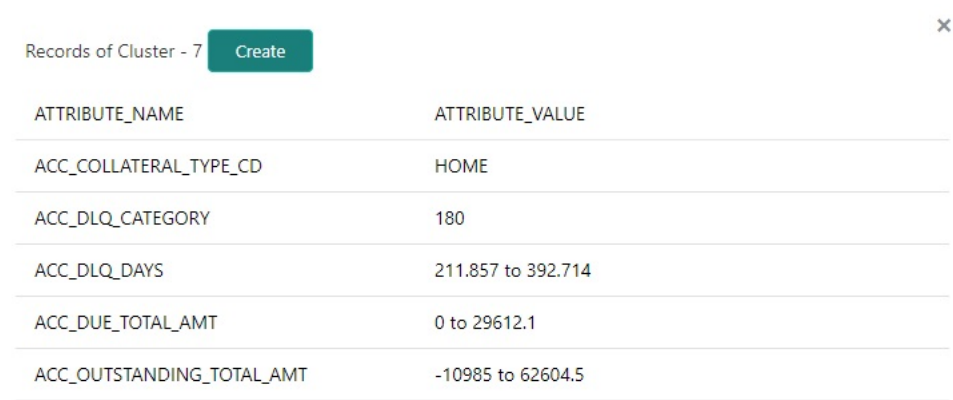 ×
Records of Cluster - 7 Create
ATTRIBUTE_NAME ATTRIBUTE_VALUE
ACC_COLLATERAL_TYPE_CD HOME
ACC_DLQ_CATEGORY 180
ACC_DLQ_DAYS 211.857 to 392.714
ACC_DUE_TOTAL_AMT 0 to 29612.1
ACC_OUTSTANDING_TOTAL_AMT -10985 to 62604.5